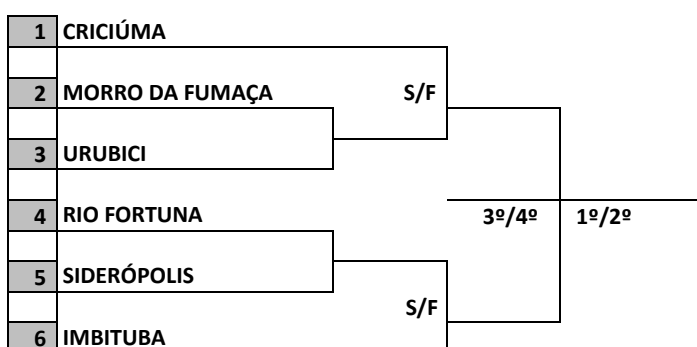 1 CRICIÚMA
2 MORRO DA FUMAÇA S/F
3 URUBICI
4 RIO FORTUNA 3º/4º 1º/2º
5 SIDERÓPOLIS
S/F
6 IMBITUBA